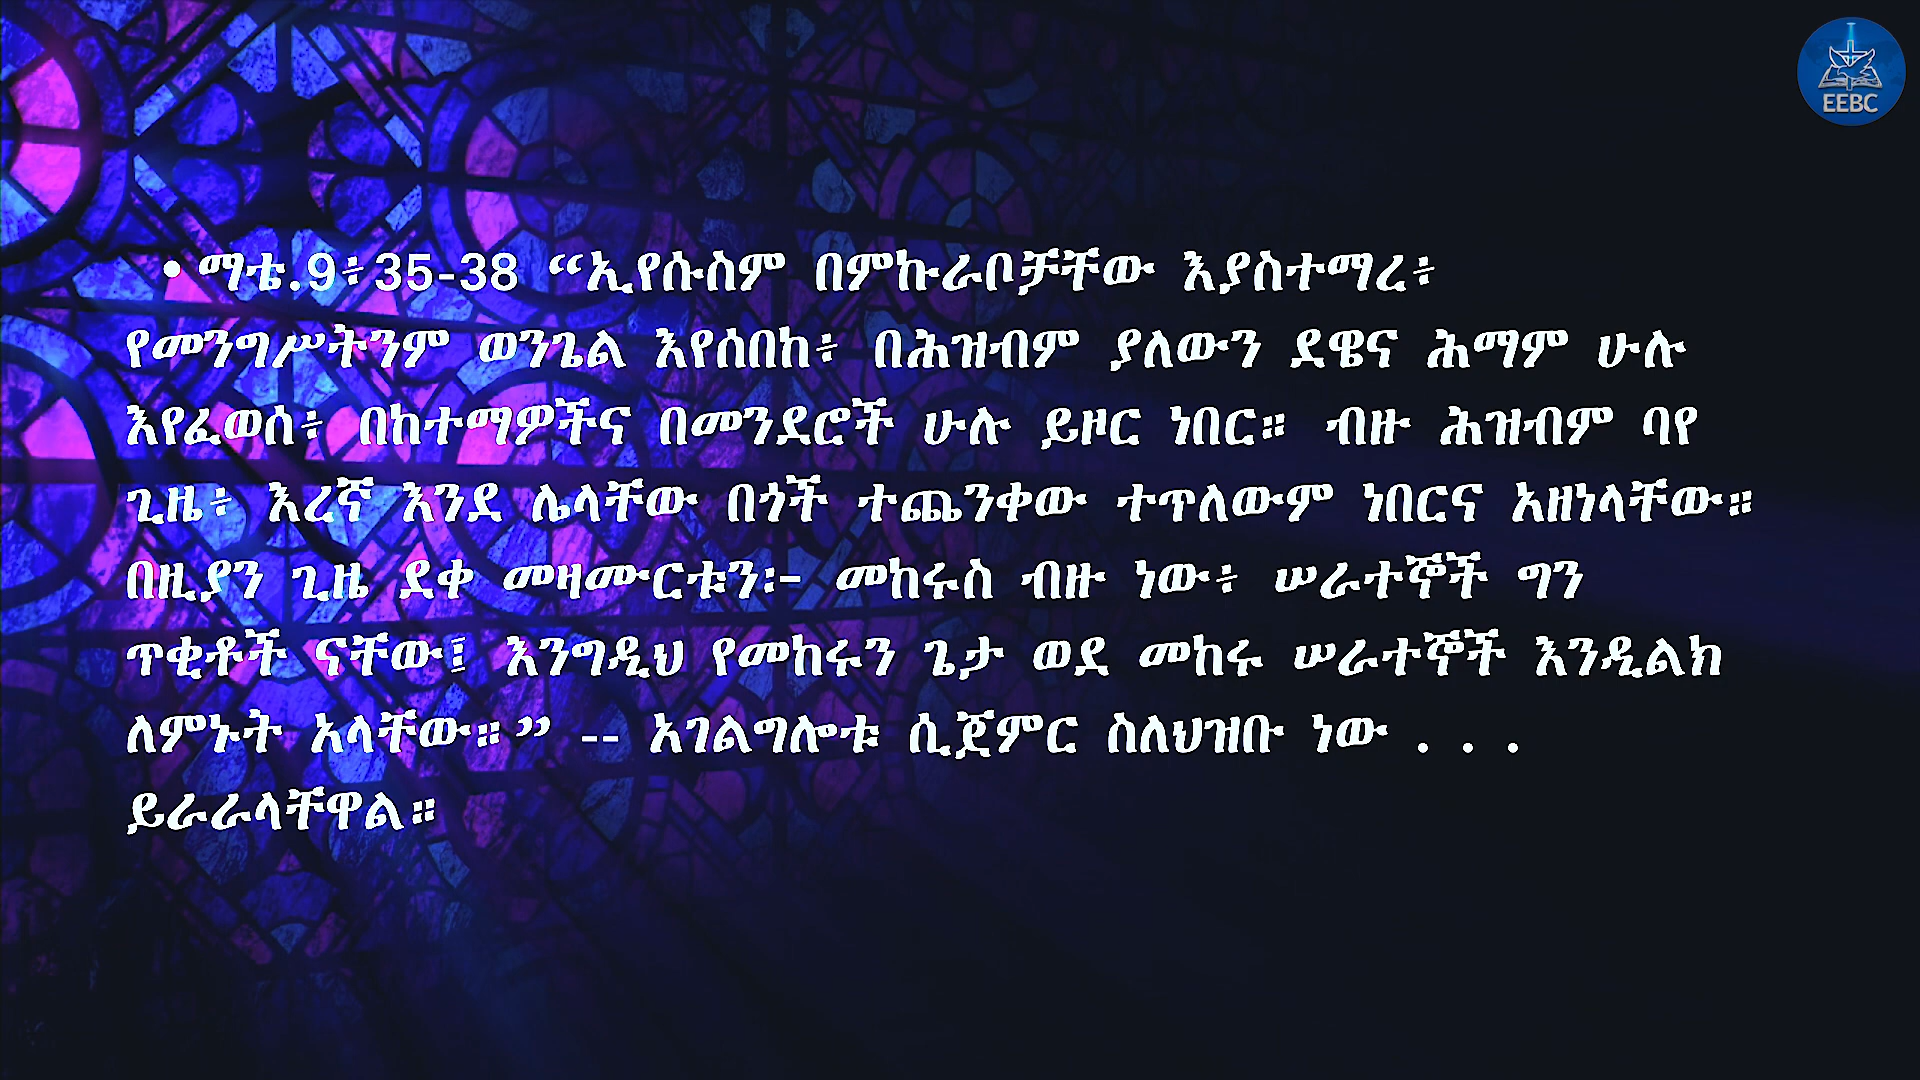 EEBC
• ማቴ.9፥35-38 “ኢየሱስም በምኩራቦቻቸው እያስተማረ፥
የመንግሥትንም ወንጌል እየሰበከ፥ በሕዝብም ያለውን ደዌና ሕማም ሁሉ
እየፈወሰ፥ በከተማዎችና በመንደሮች ሁሉ ይዞር ነበር። ብዙ ሕዝብም ባየ
ጊዜ፥ እረኛ እንደ ሌላቸው በጎች ተጨንቀው ተጥለውም ነበርና አዘነላቸው።
በዚያን ጊዜ ደቀ መዛሙርቱን፡- መከሩስ ብዙ ነው፥ ሠራተኞች ግን
ጥቂቶች ናቸው፤ እንግዲህ የመከሩን ጌታ ወደ መከሩ ሠራተኞች እንዲልክ
ለምኑት አላቸው።” -- አገልግሎቱ ሲጀምር ስለህዝቡ ነው . . .
ይራራላቸዋል።